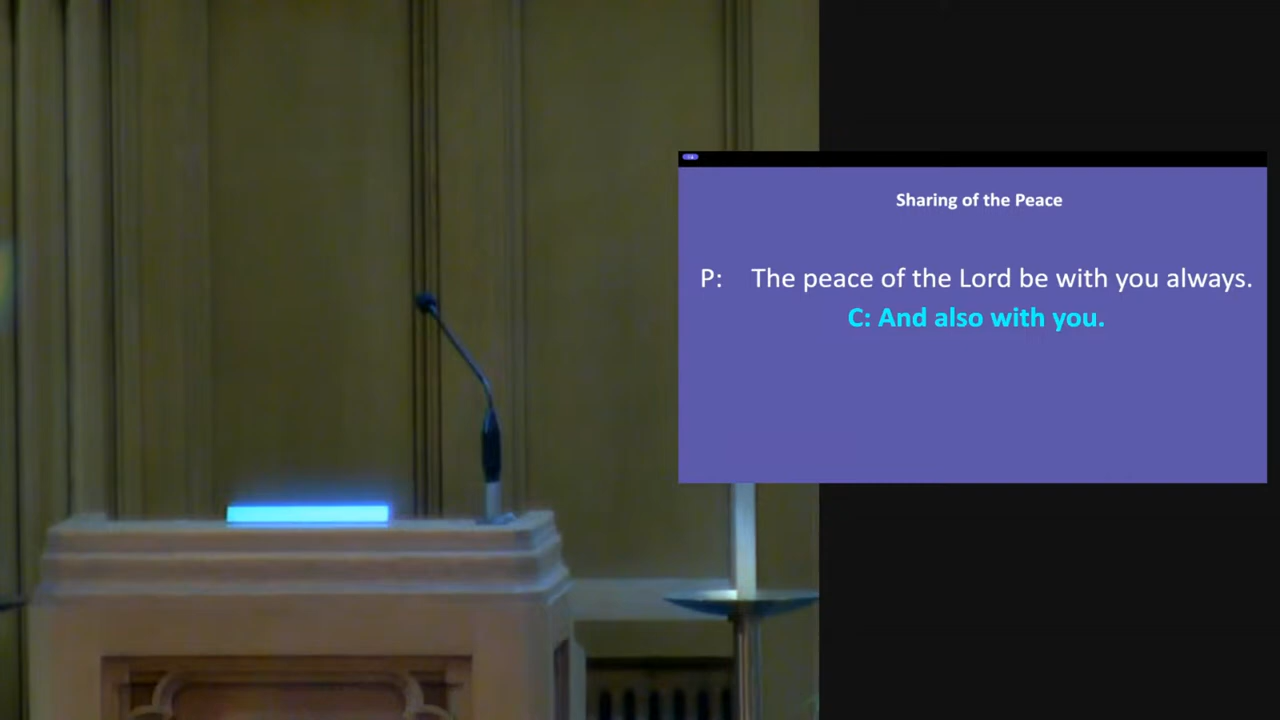 Sharing of the Peace
P: The peace of the Lord be with you always.
C: And also with you.